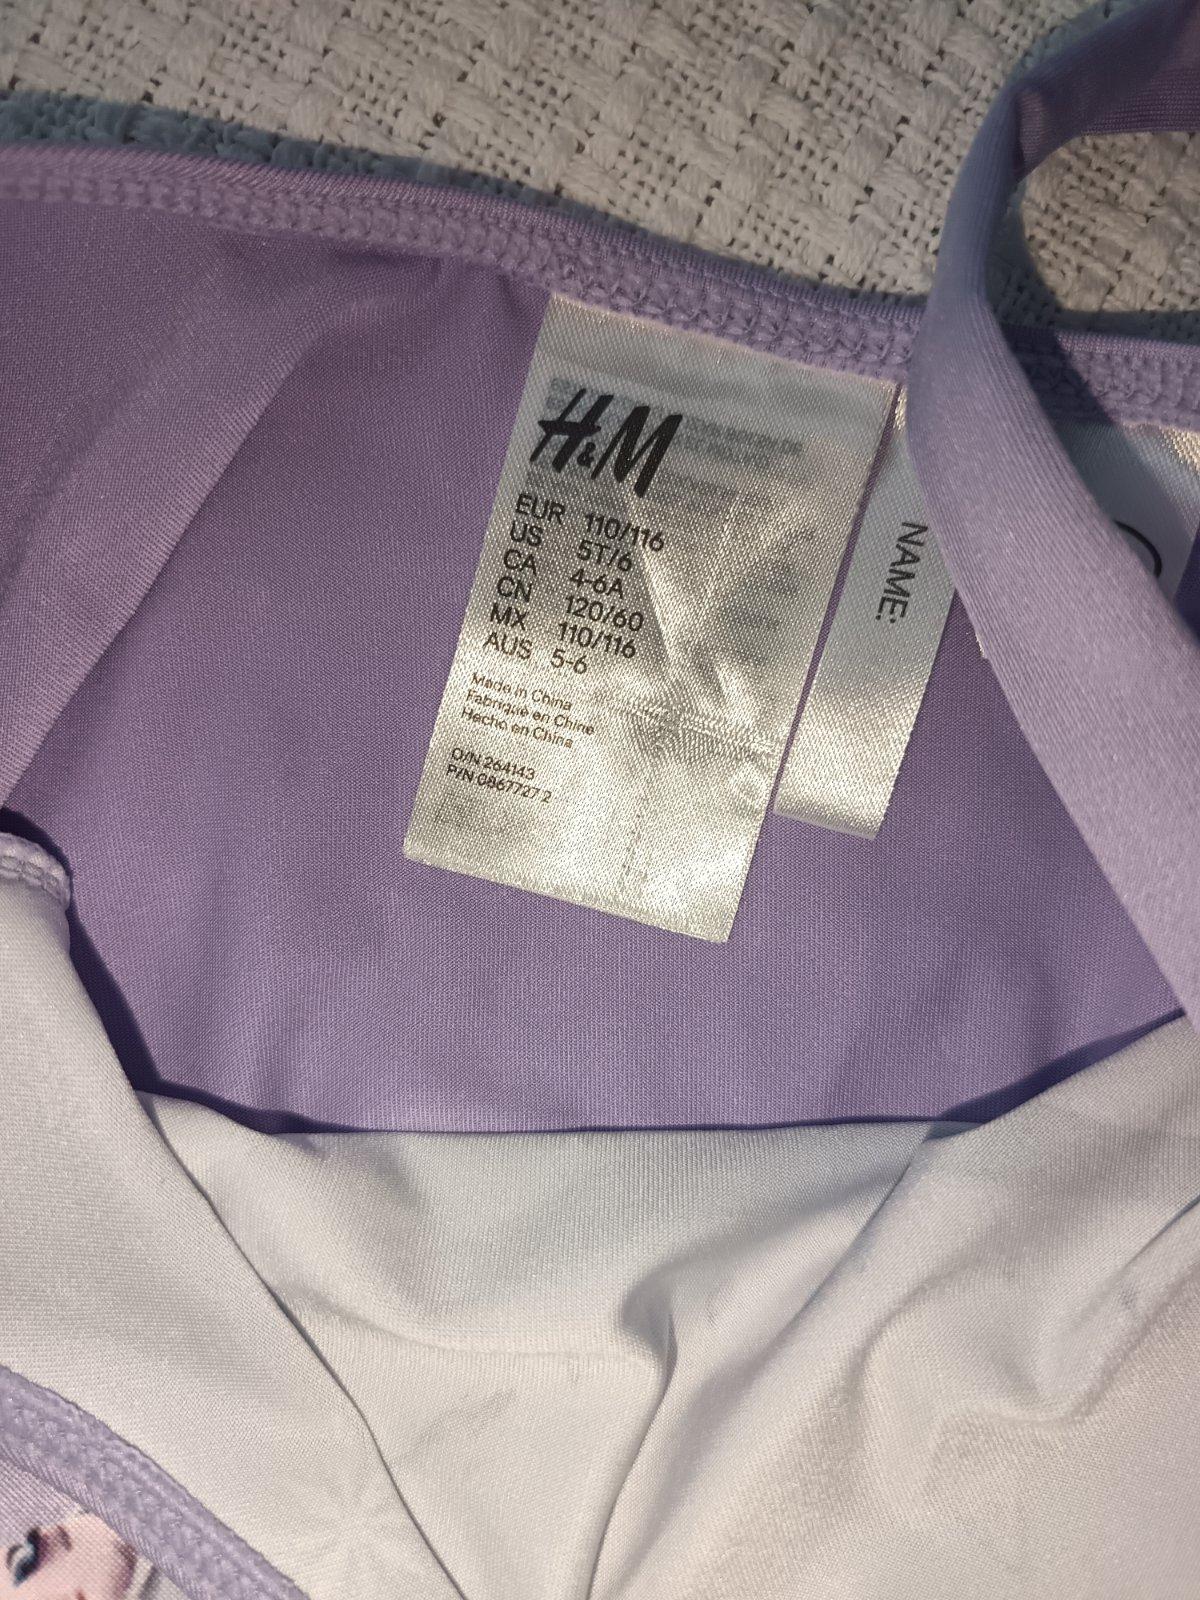 H&M
EUR 110/116
US 5T/6
CA 4-6A
CN 120/60
MX 110/116
AUS 5-6
Made in China
Fabriqué en Chine
Hecho en China
O/N 264143
P/N 0867727 2
NAME: